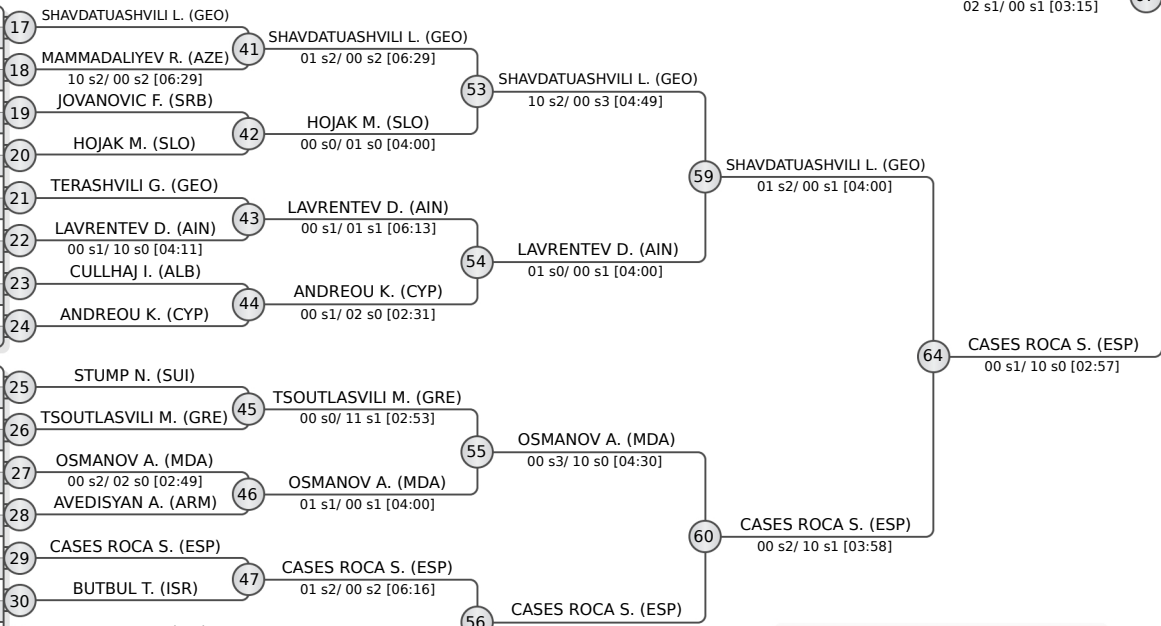 02 s1/ 00 s1 [03:15]
17
SHAVDATUASHVILI L. (GEO)
41
SHAVDATUASHVILI L. (GEO)
01 s2/ 00 s2 [06:29]
18
MAMMADALIYEV R. (AZE)
10 s2/ 00 s2 [06:29]
53
SHAVDATUASHVILI L. (GEO)
10 s2/ 00 s3 [04:49]
19
JOVANOVIC F. (SRB)
42
HOJAK M. (SLO)
00 s0/ 01 s0 [04:00]
20
HOJAK M. (SLO)
59
SHAVDATUASHVILI L. (GEO)
01 s2/ 00 s1 [04:00]
21
TERASHVILI G. (GEO)
43
LAVRENTEV D. (AIN)
00 s1/ 01 s1 [06:13]
22
LAVRENTEV D. (AIN)
00 s1/ 10 s0 [04:11]
54
LAVRENTEV D. (AIN)
01 s0/ 00 s1 [04:00]
23
CULLHAJ I. (ALB)
44
ANDREOU K. (CYP)
00 s1/ 02 s0 [02:31]
24
ANDREOU K. (CYP)
64
CASES ROCA S. (ESP)
00 s1/ 10 s0 [02:57]
25
STUMP N. (SUI)
45
TSOUTLASVILI M. (GRE)
00 s0/ 11 s1 [02:53]
26
TSOUTLASVILI M. (GRE)
55
OSMANOV A. (MDA)
00 s3/ 10 s0 [04:30]
27
OSMANOV A. (MDA)
00 s2/ 02 s0 [02:49]
46
OSMANOV A. (MDA)
01 s1/ 00 s1 [04:00]
28
AVEDISYAN A. (ARM)
60
CASES ROCA S. (ESP)
00 s2/ 10 s1 [03:58]
29
CASES ROCA S. (ESP)
47
CASES ROCA S. (ESP)
01 s2/ 00 s2 [06:16]
30
BUTBUL T. (ISR)
56
CASES ROCA S. (ESP)